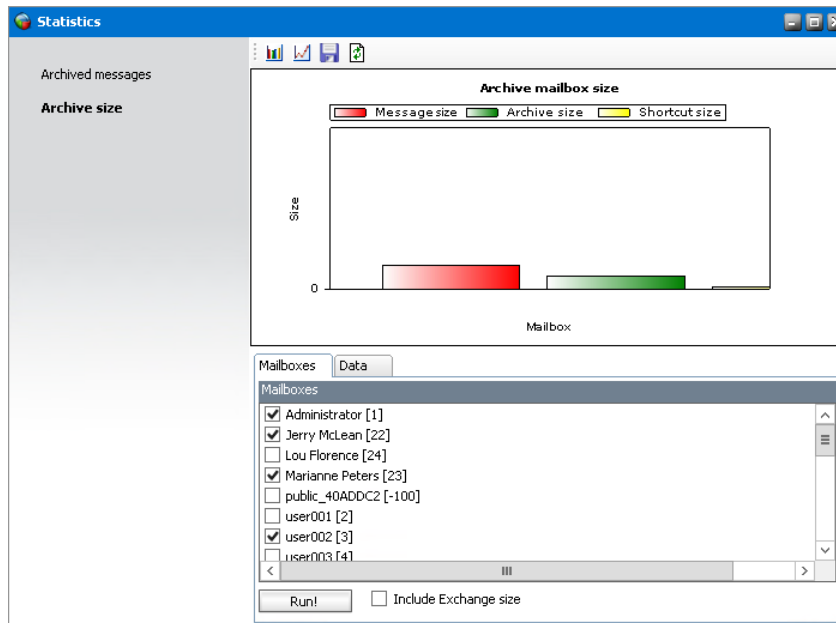 Statistics
Archived messages
Archive size
Archive mailbox size
Message size Archive size Shortcut size
Size
0
Mailbox
Mailboxes Data
Mailboxes
Administrator [1]
Jerry McLean [22]
Lou Florence [24]
Marianne Peters [23]
public_40ADDC2 [-100]
user001 [2]
user002 [3]
user003 [4]
Run! Include Exchange size